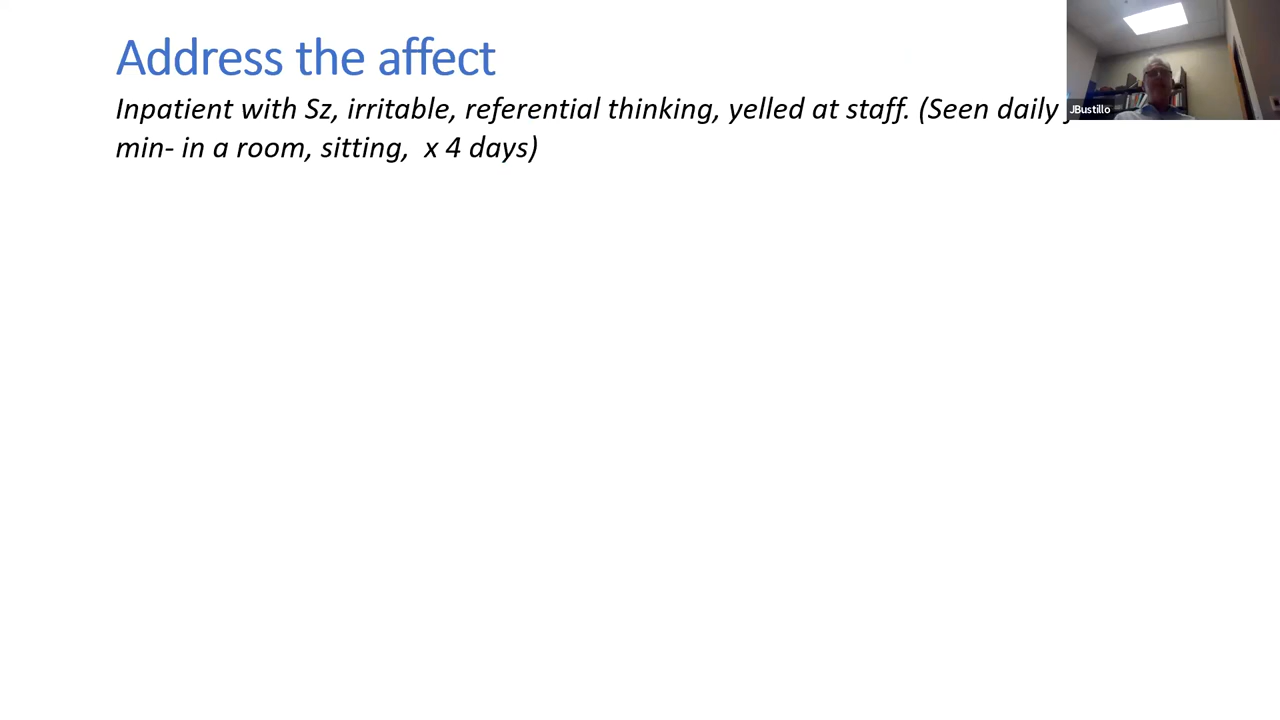 Address the affect
Inpatient with Sz, irritable, referential thinking, yelled at staff. (Seen daily
JBustillo
min- in a room, sitting,  x 4 days)